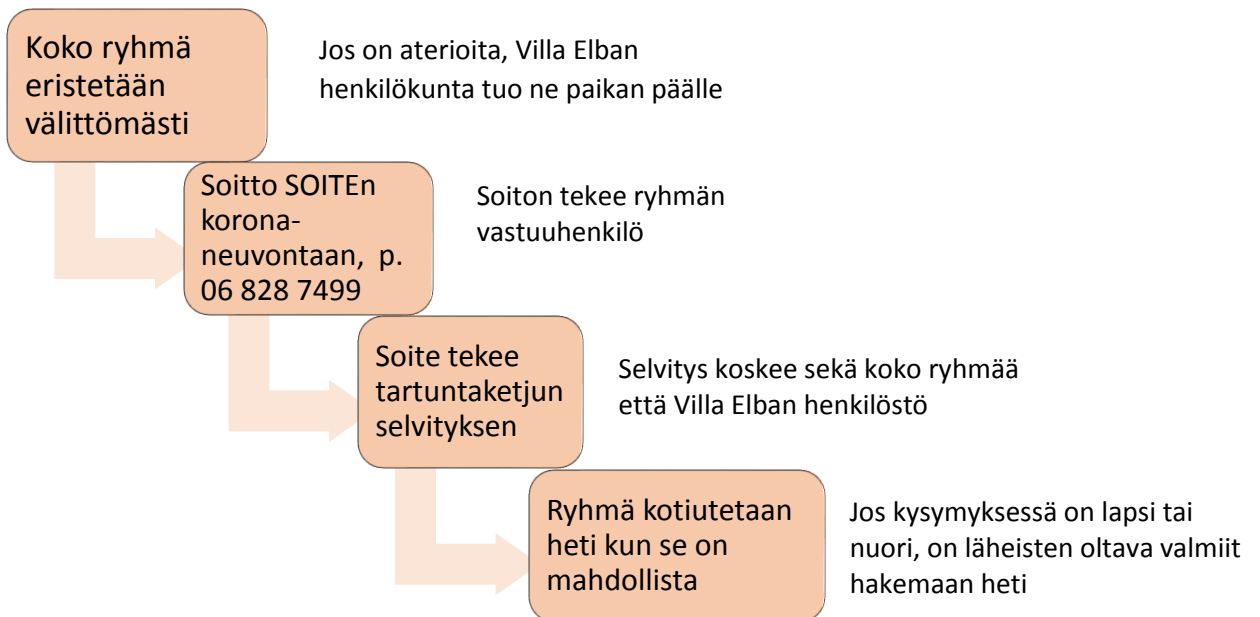 Koko ryhmä
eristetään
välittömästi
Jos on aterioita, Villa Elban
henkilökunta tuo ne paikan päälle
Soitto SOITEn
korona-
neuvontaan, p.
06 828 7499
Soiton tekee ryhmän
vastuuhenkilö
Soite tekee
tartuntaketjun
selvityksen
Selvitys koskee sekä koko ryhmää
että Villa Elban henkilöstö
Ryhmä kotiutetaan
heti kun se on
mahdollista
Jos kysymyksessä on lapsi tai
nuori, on läheisten oltava valmiit
hakemaan heti